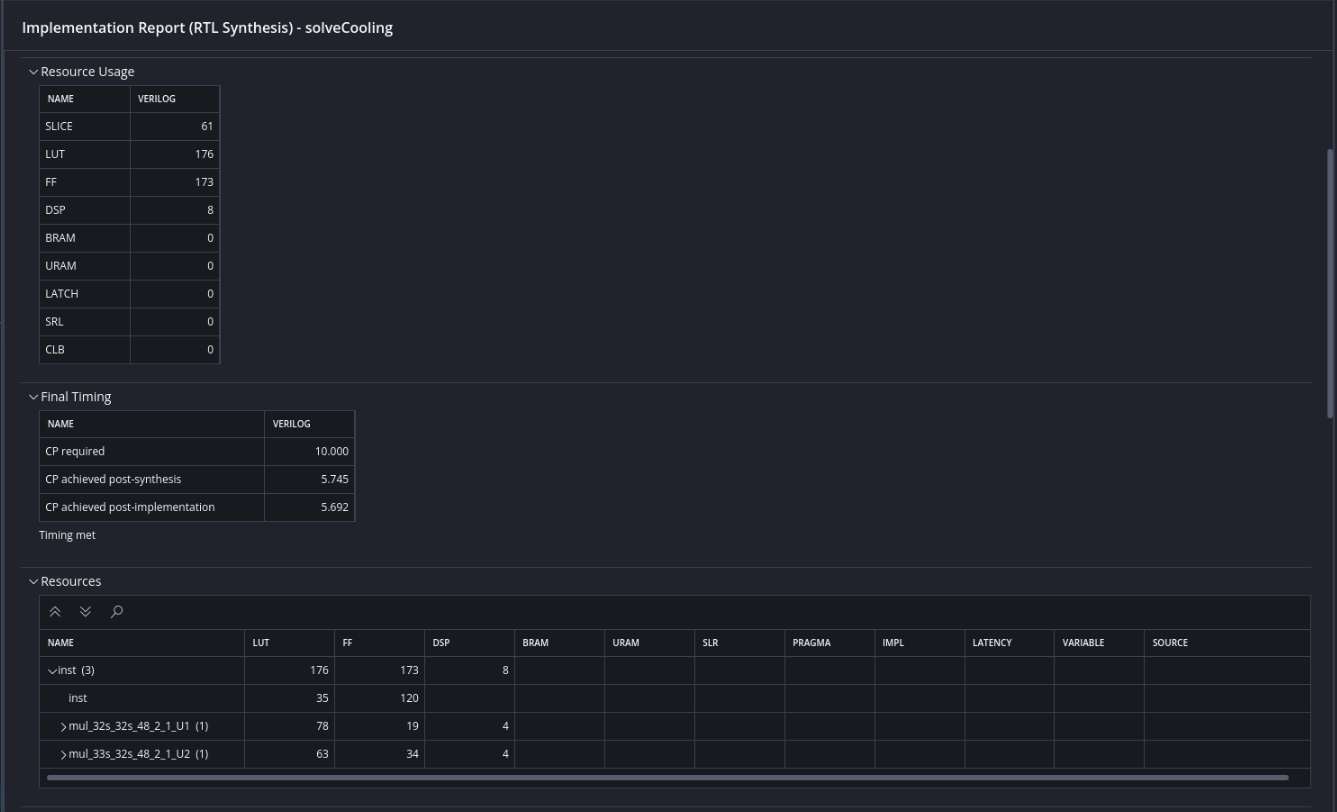 Implementation Report (RTL Synthesis) - solveCooling
Resource Usage
NAME VERILOG
SLICE 61
LUT 176
FF 173
DSP 8
BRAM 0
URAM 0
LATCH 0
SRL 0
CLB 0
Final Timing
NAME VERILOG
CP required 10.000
CP achieved post-synthesis 5.745
CP achieved post-implementation 5.692
Timing met
Resources
NAME LUT FF DSP BRAM URAM SLR PRAGMA IMPL LATENCY VARIABLE SOURCE
inst (3) 176 173 8
inst 35 120
mul_32s_32s_48_2_1_U1 (1) 78 19 4
mul_33s_32s_48_2_1_U2 (1) 63 34 4